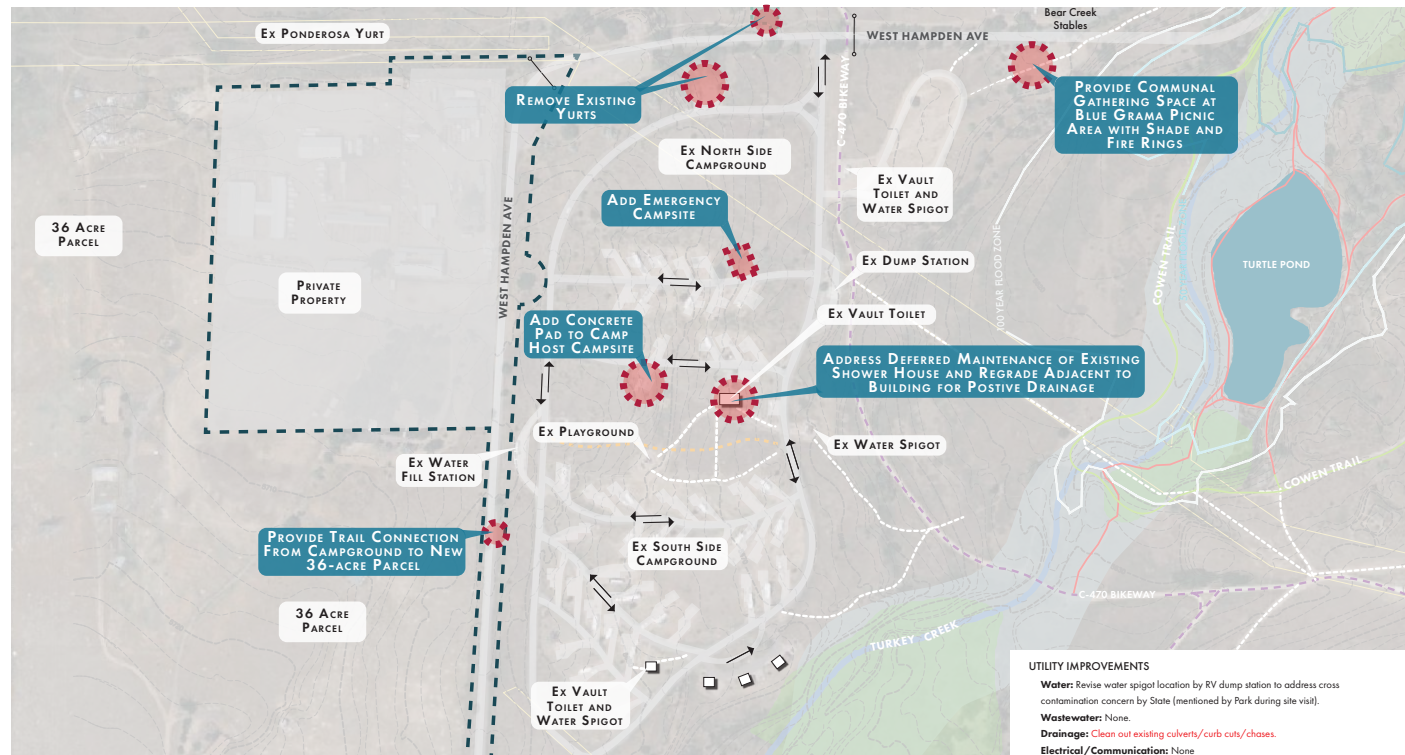 Bear Creek
Stables
Ex Ponderosa Yurt
WEST HAMPDEN AVE
Remove Existing
Yurts
Provide Communal
Gathering Space at
Blue Grama Picnic
Area with Shade and
Fire Rings
C-470 BIKEWAY
Ex North Side
Campground
Ex Vault
Toilet and
Water Spigot
Add Emergency
Campsite
36 Acre
Parcel
WEST HAMPDEN AVE
100 YEAR FLOOD ZONE
COWEN TRAIL
TURTLE POND
Ex Dump Station
Private
Property
Ex Vault Toilet
Add Concrete
Pad to Camp
Host Campsite
Address Deferred Maintenance of Existing
Shower House and Regrade Adjacent to
Building for Postive Drainage
Ex Playground
Ex Water Spigot
Ex Water
Fill Station
COWEN TRAIL
Provide Trail Connection
From Campground to New
36-acre Parcel
Ex South Side
Campground
C-470 BIKEWAY
36 Acre
Parcel
TURKEY CREEK
Ex Vault
Toilet and
Water Spigot
UTILITY IMPROVEMENTS
Water: Revise water spigot location by RV dump station to address cross
contamination concern by State (mentioned by Park during site visit).
Wastewater: None.
Drainage: Clean out existing culverts/curb cuts/chases.
Electrical/Communication: None